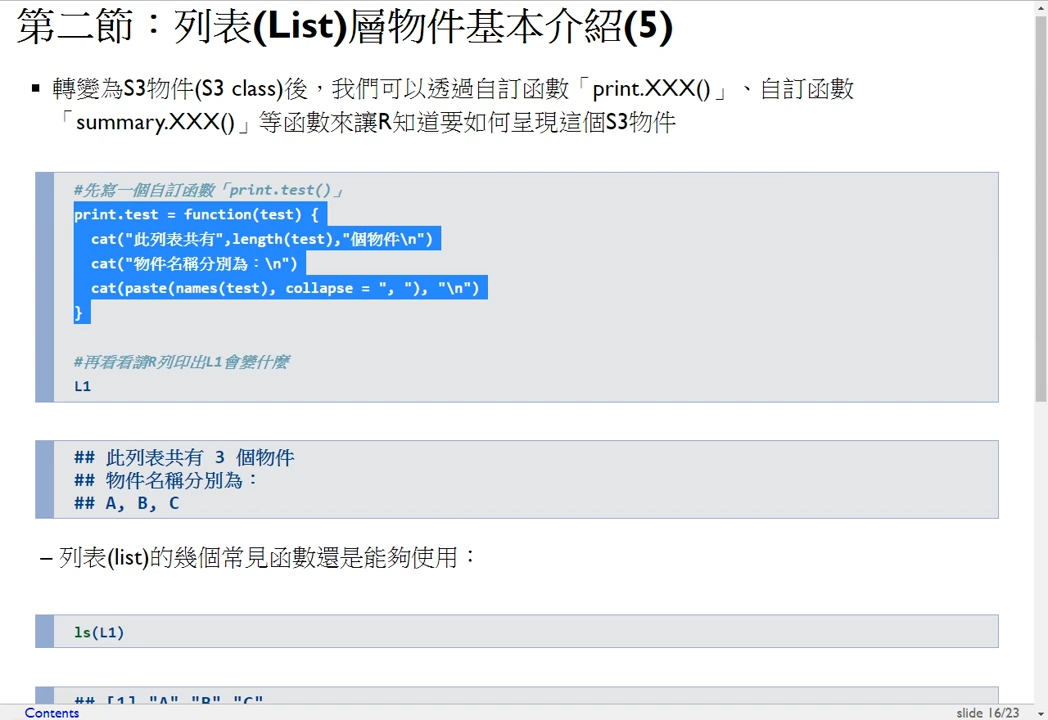 第二節：列表(List)層物件基本介紹(5)
▪ 轉變為S3物件(S3 class)後，我們可以透過自訂函數「print.XXX()」、自訂函數
「summary.XXX()」等函數來讓R知道要如何呈現這個S3物件
#先寫一個自訂函數「print.test()」
print.test = function(test) {
  cat("此列表共有",length(test),"個物件\n")
  cat("物件名稱分別為：\n")
  cat(paste(names(test), collapse = ", "), "\n")
}
#再看看讓R列印出L1會變什麼
L1
## 此列表共有 3 個物件
## 物件名稱分別為：
## A, B, C
– 列表(list)的幾個常見函數還是能夠使用：
ls(L1)
## [1] "A" "B" "C"
Contents
slide 16/23